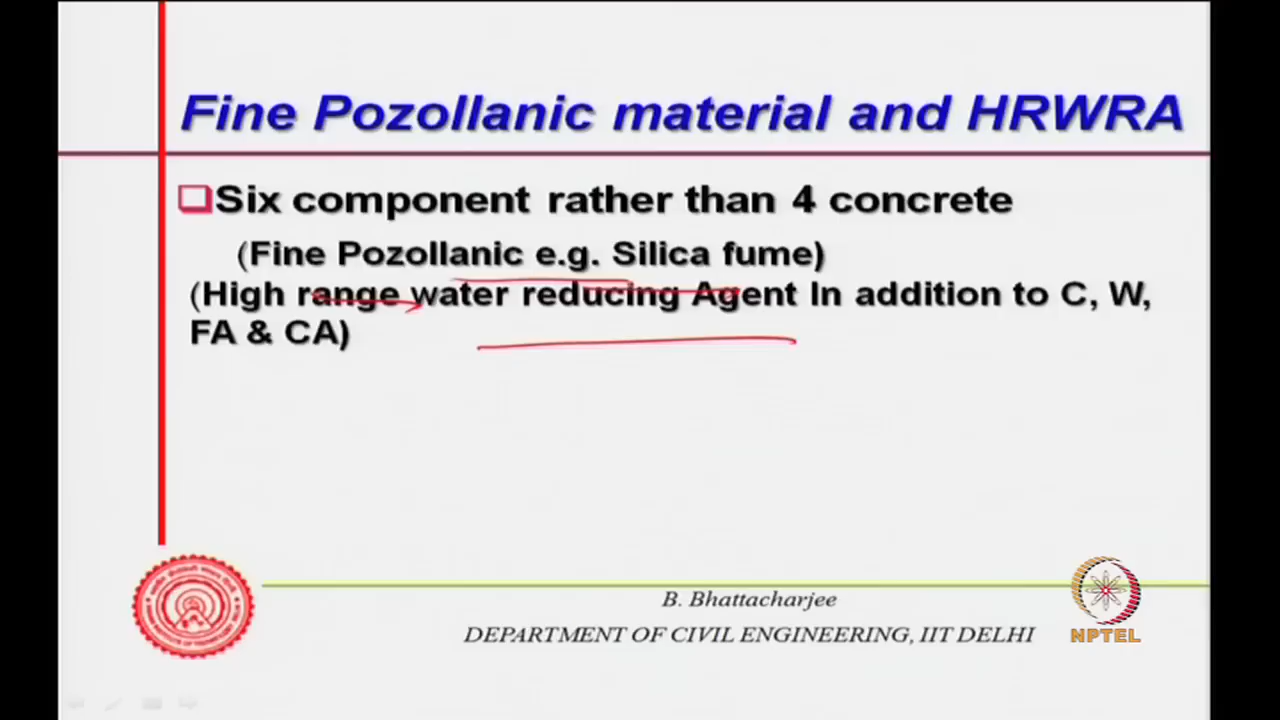 Fine Pozollanic material and HRWRA
Six component rather than 4 concrete
(Fine Pozollanic e.g. Silica fume)
(High range water reducing Agent In addition to C, W,
FA & CA)
B. Bhattacharjee
DEPARTMENT OF CIVIL ENGINEERING, IIT DELHI
NPTEL